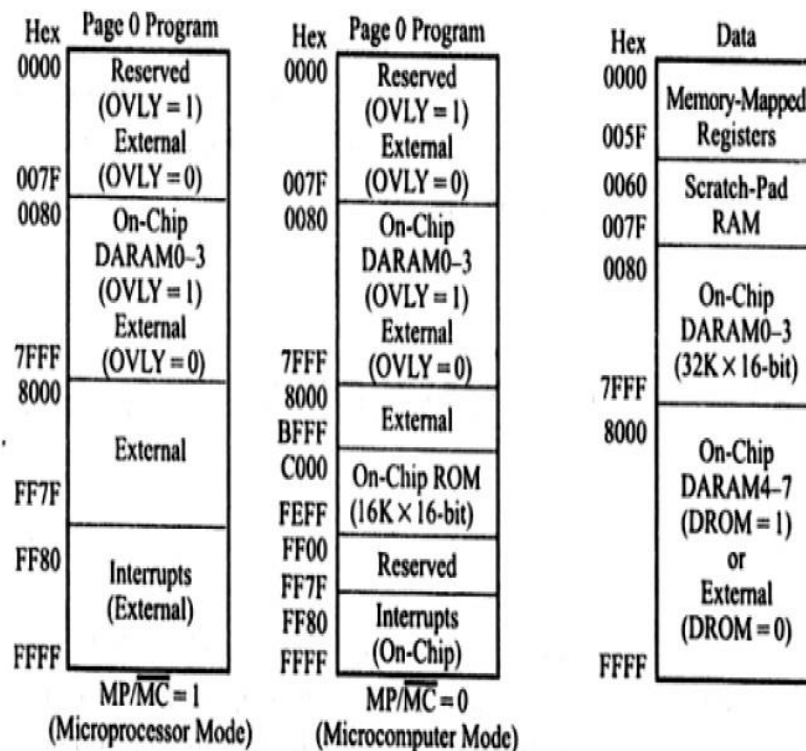 Hex
Page 0 Program
0000
Reserved
(OVLY = 1)
External
(OVLY = 0)
007F
0080
On-Chip
DARAM0–3
(OVLY = 1)
External
(OVLY = 0)
7FFF
8000
External
FF7F
FF80
Interrupts
(External)
FFFF
MP/MC = 1
(Microprocessor Mode)
Hex
Page 0 Program
0000
Reserved
(OVLY = 1)
External
(OVLY = 0)
007F
0080
On-Chip
DARAM0–3
(OVLY = 1)
External
(OVLY = 0)
7FFF
8000
External
BFFF
C000
On-Chip ROM
(16K × 16-bit)
FEFF
FF00
Reserved
FF7F
FF80
Interrupts
(On-Chip)
FFFF
MP/MC = 0
(Microcomputer Mode)
Hex
Data
0000
Memory-Mapped
Registers
005F
0060
Scratch-Pad
RAM
007F
0080
On-Chip
DARAM0–3
(32K × 16-bit)
7FFF
8000
On-Chip
DARAM4–7
(DROM = 1)
or
External
(DROM = 0)
FFFF